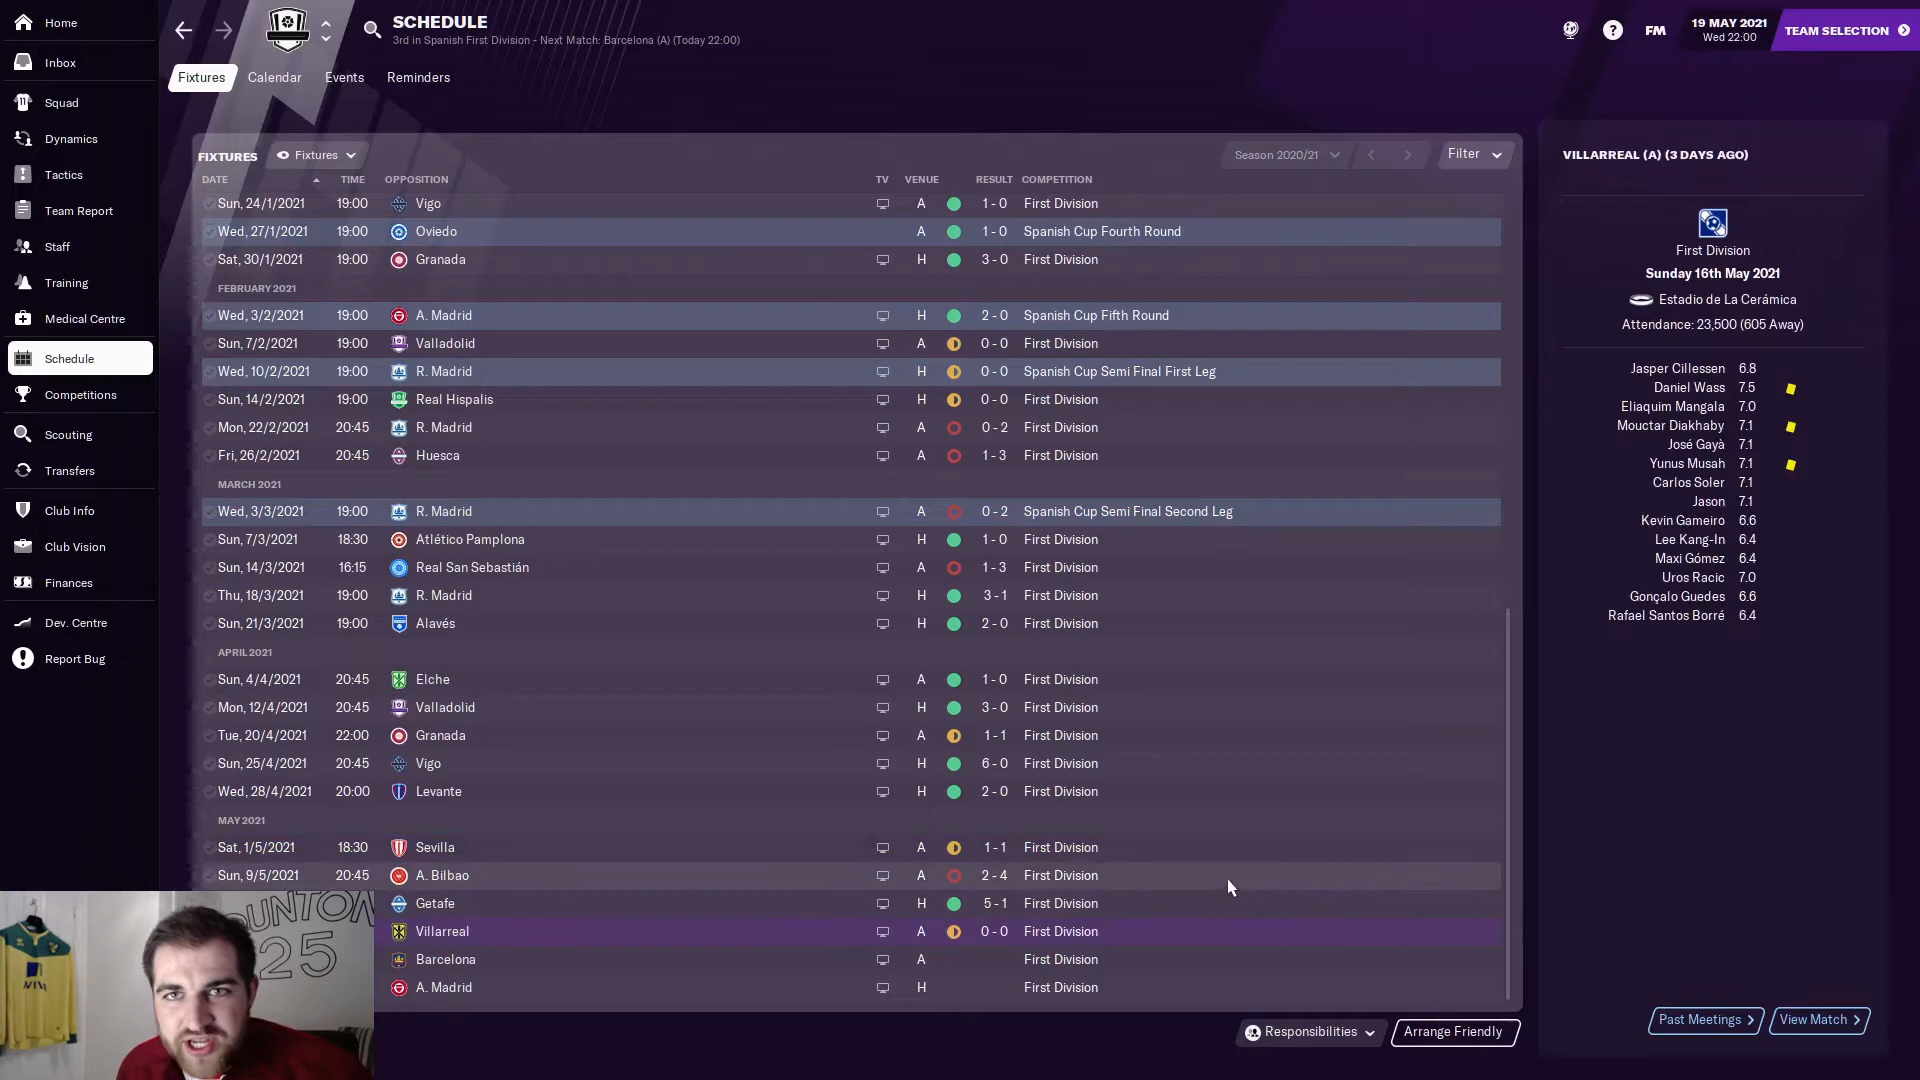 Home
Inbox
Squad
Dynamics
Tactics
Team Report
Staff
Training
Medical Centre
Schedule
Competitions
Scouting
Transfers
Club Info
Club Vision
Finances
Dev. Centre
Report Bug
SCHEDULE
3rd in Spanish First Division - Next Match: Barcelona (A) (Today 22:00)
FM
19 MAY 2021
Wed 22:00
TEAM SELECTION
Fixtures Calendar Events Reminders
FIXTURES Fixtures Season 2020/21 Filter
DATE TIME OPPOSITION TV VENUE RESULT COMPETITION
Sun, 24/1/2021 19:00 Vigo A 1 - 0 First Division
Wed, 27/1/2021 19:00 Oviedo A 1 - 0 Spanish Cup Fourth Round
Sat, 30/1/2021 19:00 Granada H 3 - 0 First Division
FEBRUARY 2021
Wed, 3/2/2021 19:00 A. Madrid H 2 - 0 Spanish Cup Fifth Round
Sun, 7/2/2021 19:00 Valladolid A 0 - 0 First Division
Wed, 10/2/2021 19:00 R. Madrid H 0 - 0 Spanish Cup Semi Final First Leg
Sun, 14/2/2021 19:00 Real Hispalis H 0 - 0 First Division
Mon, 22/2/2021 20:45 R. Madrid A 0 - 2 First Division
Fri, 26/2/2021 20:45 Huesca A 1 - 3 First Division
MARCH 2021
Wed, 3/3/2021 19:00 R. Madrid A 0 - 2 Spanish Cup Semi Final Second Leg
Sun, 7/3/2021 18:30 Atlético Pamplona H 1 - 0 First Division
Sun, 14/3/2021 16:15 Real San Sebastián A 1 - 3 First Division
Thu, 18/3/2021 19:00 R. Madrid H 3 - 1 First Division
Sun, 21/3/2021 19:00 Alavés H 2 - 0 First Division
APRIL 2021
Sun, 4/4/2021 20:45 Elche A 1 - 0 First Division
Mon, 12/4/2021 20:45 Valladolid H 3 - 0 First Division
Tue, 20/4/2021 22:00 Granada A 1 - 1 First Division
Sun, 25/4/2021 20:45 Vigo H 6 - 0 First Division
Wed, 28/4/2021 20:00 Levante H 2 - 0 First Division
MAY 2021
Sat, 1/5/2021 18:30 Sevilla A 1 - 1 First Division
Sun, 9/5/2021 20:45 A. Bilbao A 2 - 4 First Division
Getafe H 5 - 1 First Division
Villarreal A 0 - 0 First Division
Barcelona A First Division
A. Madrid H First Division
Responsibilities Arrange Friendly
VILLARREAL (A) (3 DAYS AGO)
First Division
Sunday 16th May 2021
Estadio de La Cerámica
Attendance: 23,500 (605 Away)
Jasper Cillessen 6.8
Daniel Wass 7.5
Eliaquim Mangala 7.0
Mouctar Diakhaby 7.1
José Gayà 7.1
Yunus Musah 7.1
Carlos Soler 7.1
Jason 7.1
Kevin Gameiro 6.6
Lee Kang-In 6.4
Maxi Gómez 6.4
Uros Racic 7.0
Gonçalo Guedes 6.6
Rafael Santos Borré 6.4
Past Meetings View Match